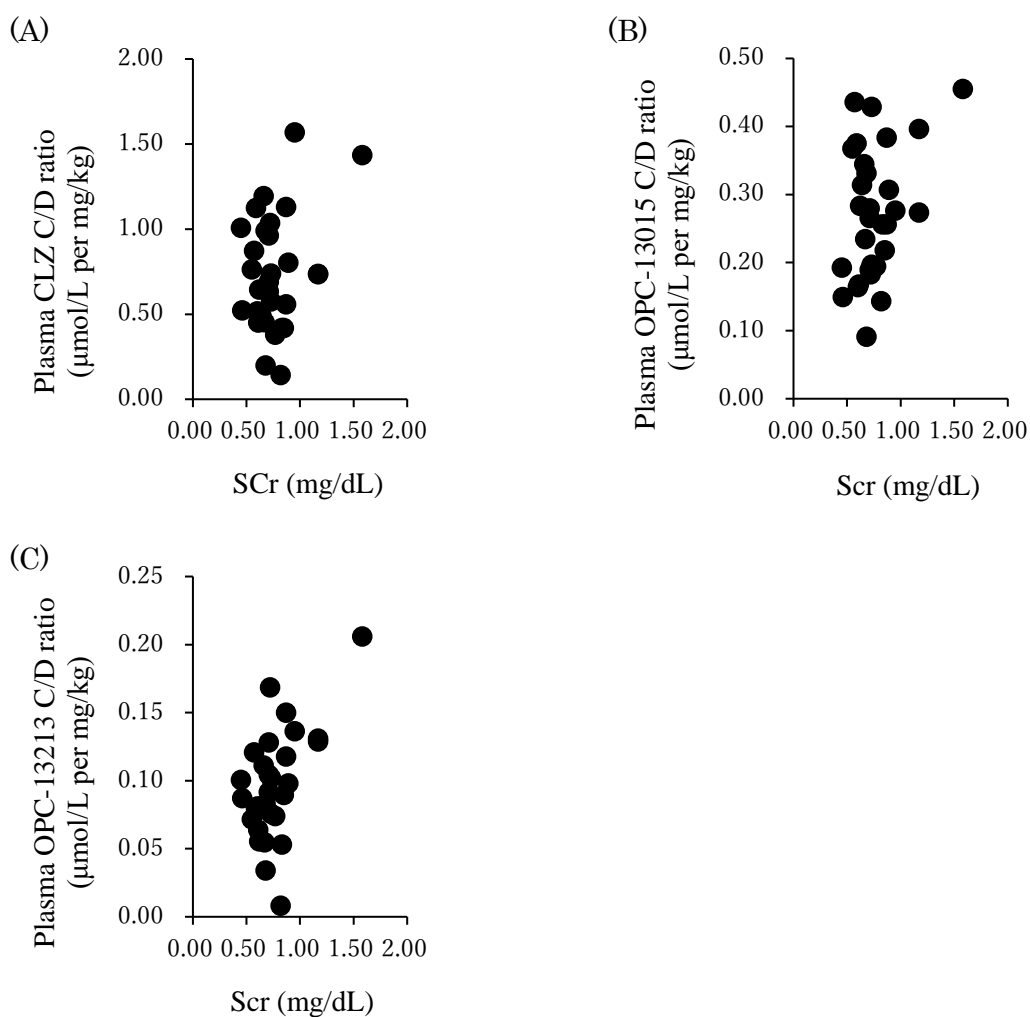 (A)
Plasma CLZ C/D ratio
(μmol/L per mg/kg)
2.00
1.50
1.00
0.50
0.00
0.00 0.50 1.00 1.50 2.00
SCr (mg/dL)
(B)
Plasma OPC-13015 C/D ratio
(μmol/L per mg/kg)
0.50
0.40
0.30
0.20
0.10
0.00
0.00 0.50 1.00 1.50 2.00
Scr (mg/dL)
(C)
Plasma OPC-13213 C/D ratio
(μmol/L per mg/kg)
0.25
0.20
0.15
0.10
0.05
0.00
0.00 0.50 1.00 1.50 2.00
Scr (mg/dL)